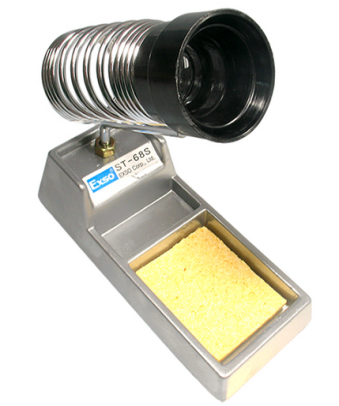 Exso ST-68S
EXSO Corp., Ltd.